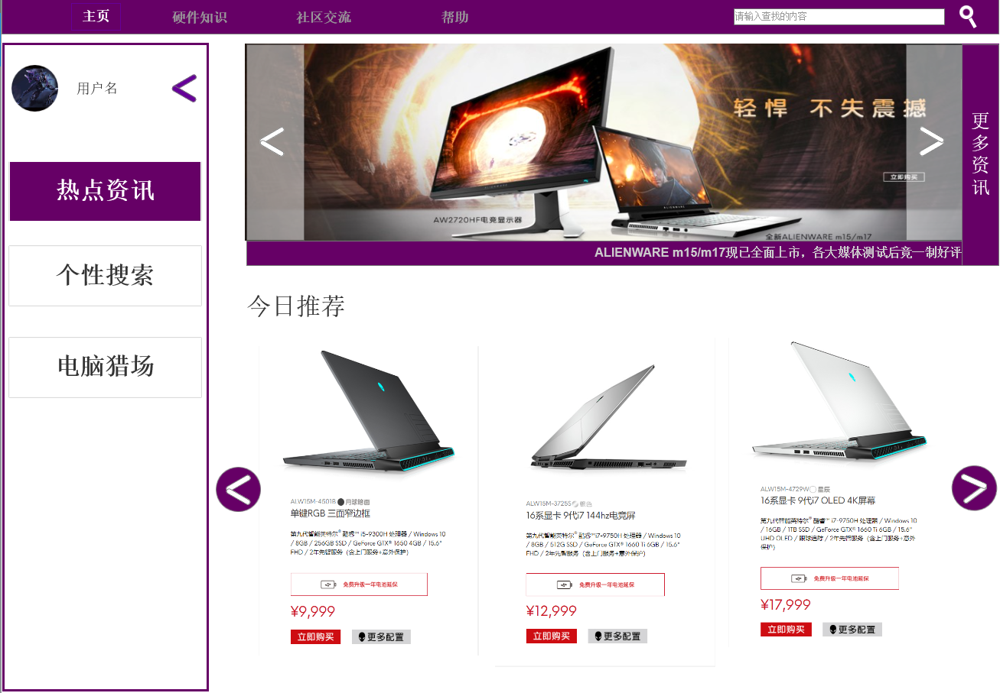 主页
硬件知识
社区交流
帮助
请输入查找的内容
用户名
热点资讯
个性搜索
电脑猎场
轻悍 不失震撼
立即购买
ALIENWARE
AW2720HF电竞显示器
ALIENWARE
全新ALIENWARE m15/m17
更多资讯
ALIENWARE m15/m17现已全面上市，各大媒体测试后竟一制好评
今日推荐
ALW15M-4501B 月球暗面
单键RGB 三面窄边框
第九代智能英特尔® 酷睿™ i5-9300H 处理器 / Windows 10
/ 8GB / 256GB SSD / GeForce GTX® 1650 4GB / 15.6"
FHD / 2年先智服务（含上门服务+意外保护）
免费升级一年电池延保
¥9,999
立即购买
更多配置
ALW15M-3725S 银色
16系显卡 9代i7 144hz电竞屏
第九代智能英特尔® 酷睿™i7-9750H 处理器 / Windows 10
/ 8GB / 512G SSD / GeForce GTX® 1660 Ti 6GB / 15.6"
FHD / 2年先智服务（含上门服务+意外保护）
免费升级一年电池延保
¥12,999
立即购买
更多配置
ALW15M-4729W 星辰
16系显卡 9代i7 OLED 4K屏幕
第九代智能英特尔® 酷睿™ i7-9750H 处理器 / Windows 10
/ 16GB / 1TB SSD / GeForce GTX® 1660 Ti 6GB / 15.6"
UHD OLED / 眼球追踪 / 2年先智服务（含上门服务+意外
保护）
免费升级一年电池延保
¥17,999
立即购买
更多配置